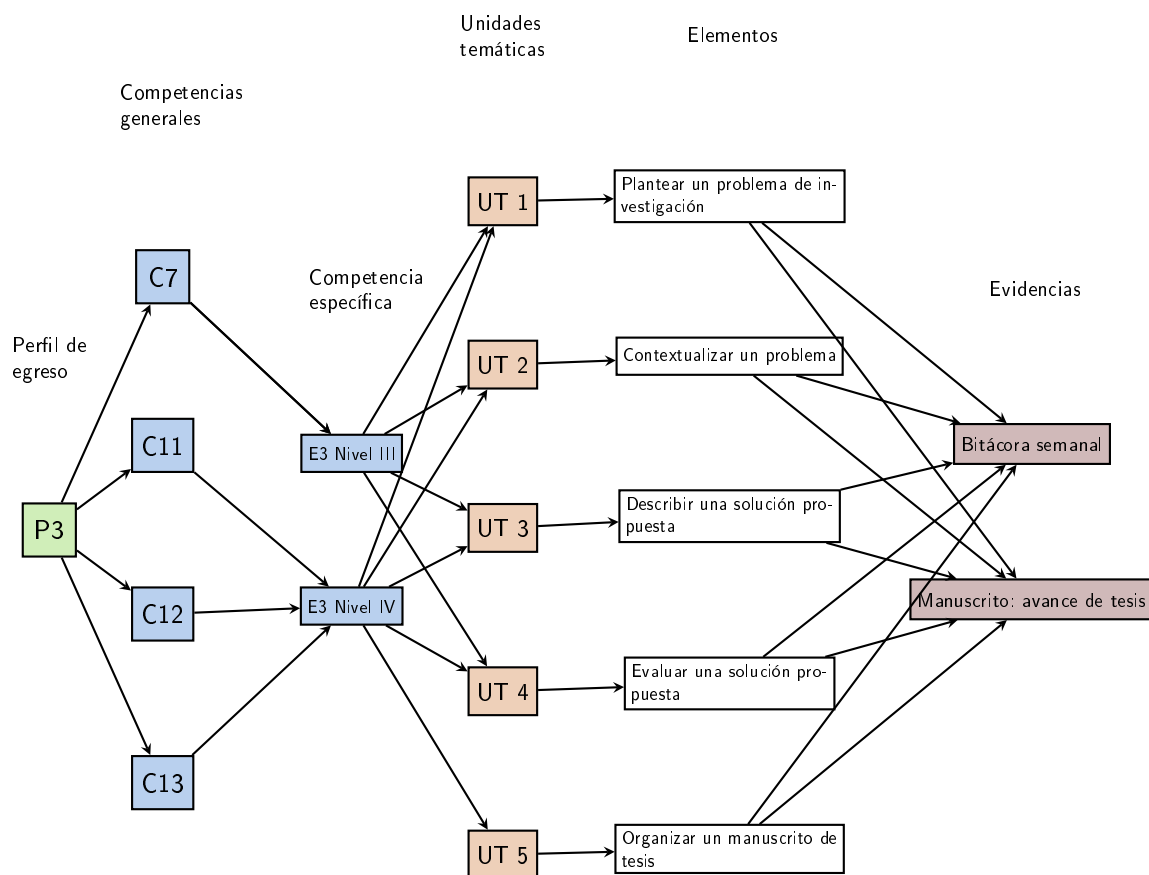 Unidades
temáticas
Elementos
Competencias
generales
Plantear un problema de in-
vestigación
UT 1
C7
Competencia
específica
Evidencias
Perfil de
egreso
UT 2
Contextualizar un problema
C11
E3 Nivel III
Bitácora semanal
Describir una solución pro-
puesta
P3
UT 3
C12
E3 Nivel IV
Manuscrito: avance de tesis
Evaluar una solución pro-
puesta
UT 4
C13
Organizar un manuscrito de
tesis
UT 5